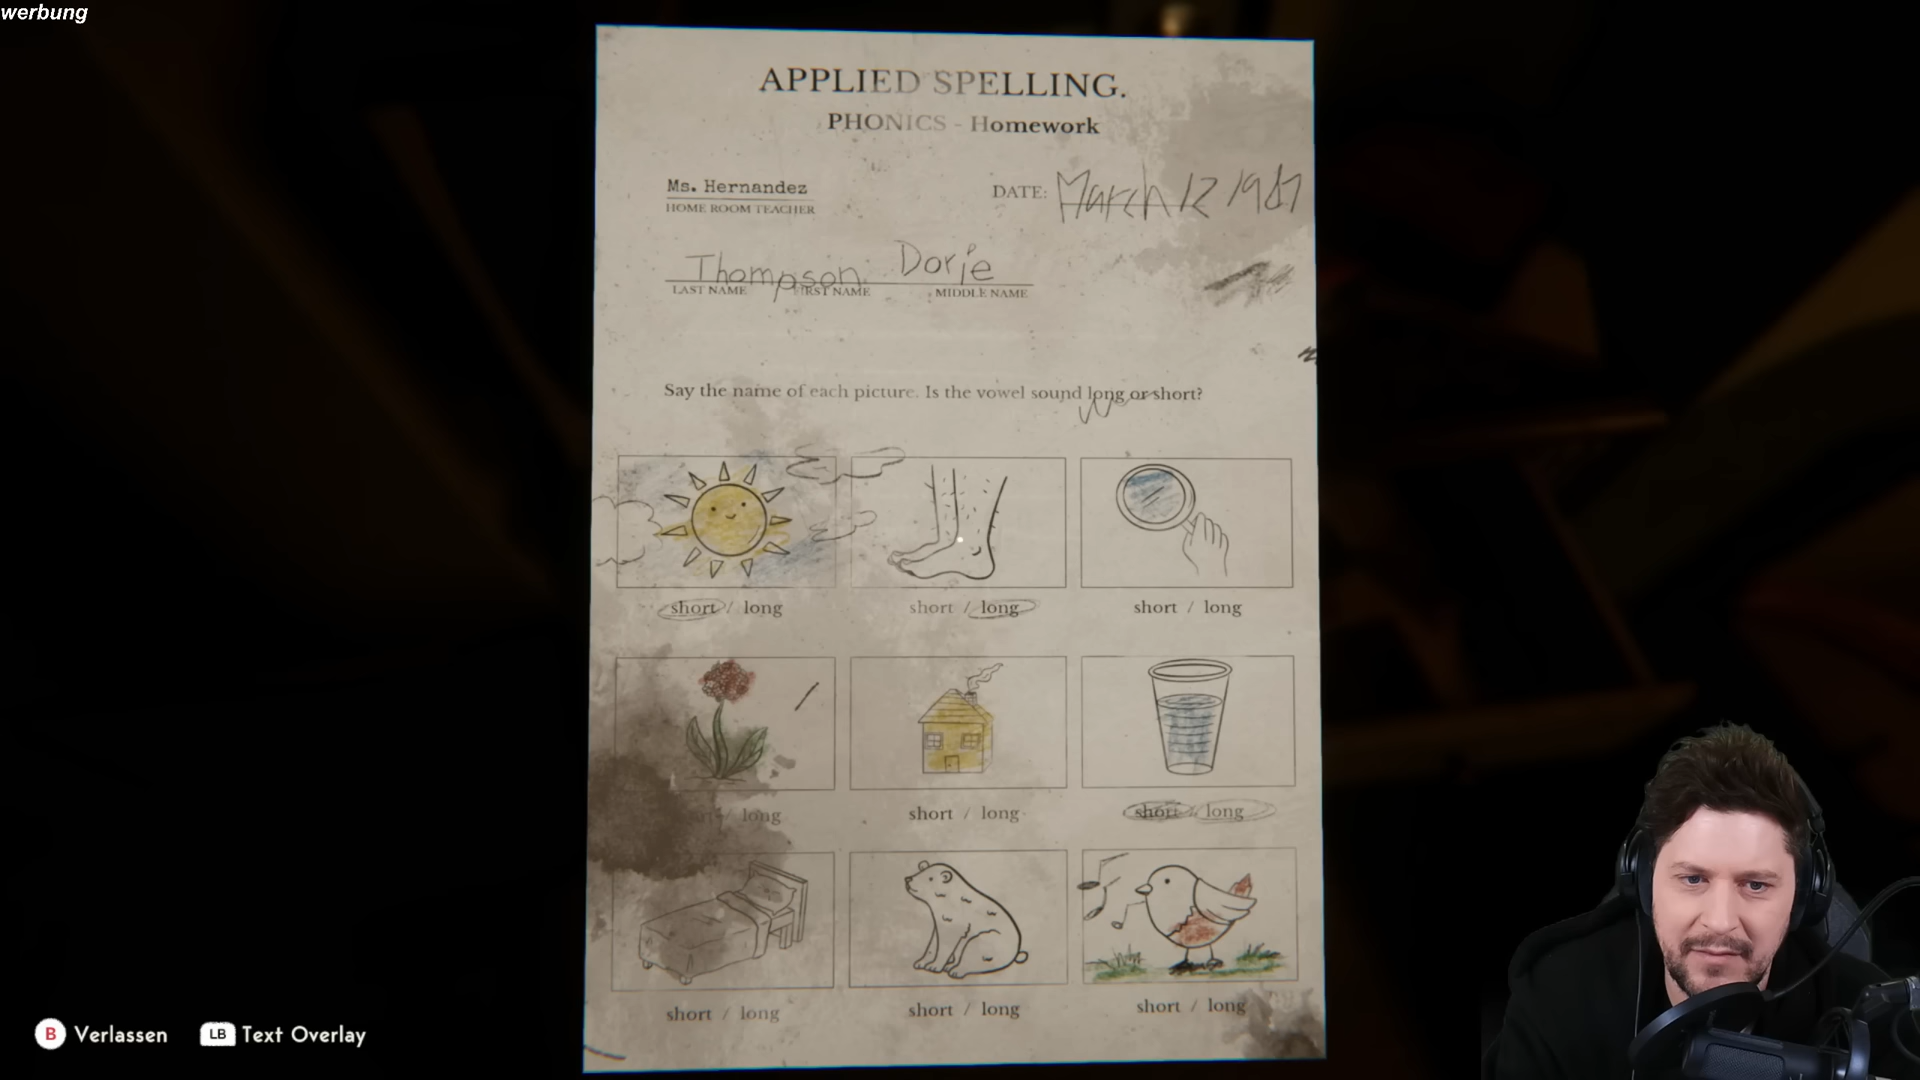 werbung
APPLIED SPELLING.
PHONICS - Homework
Ms. Hernandez
HOME ROOM TEACHER
DATE: March 12 1987
Thompson Dorie
LAST NAME FIRST NAME MIDDLE NAME
Say the name of each picture. Is the vowel sound long or short?
short / long short / long short / long
long short / long short / long
short / long short / long short / long
B Verlassen LB Text Overlay